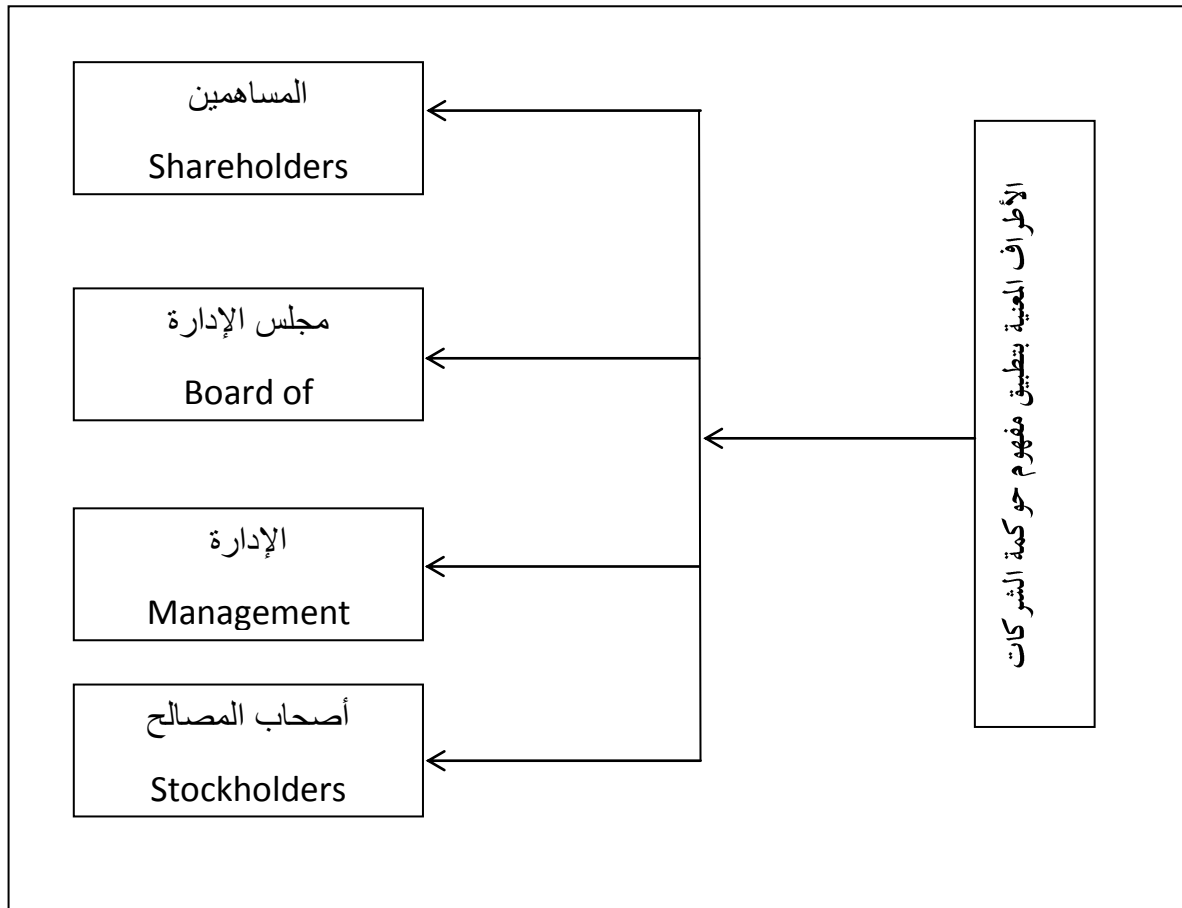 الأطراف المعنية بتطبيق مفهوم حوكمة الشركات
المساهمين
Shareholders
مجلس الإدارة
Board of
الإدارة
Management
أصحاب المصالح
Stockholders